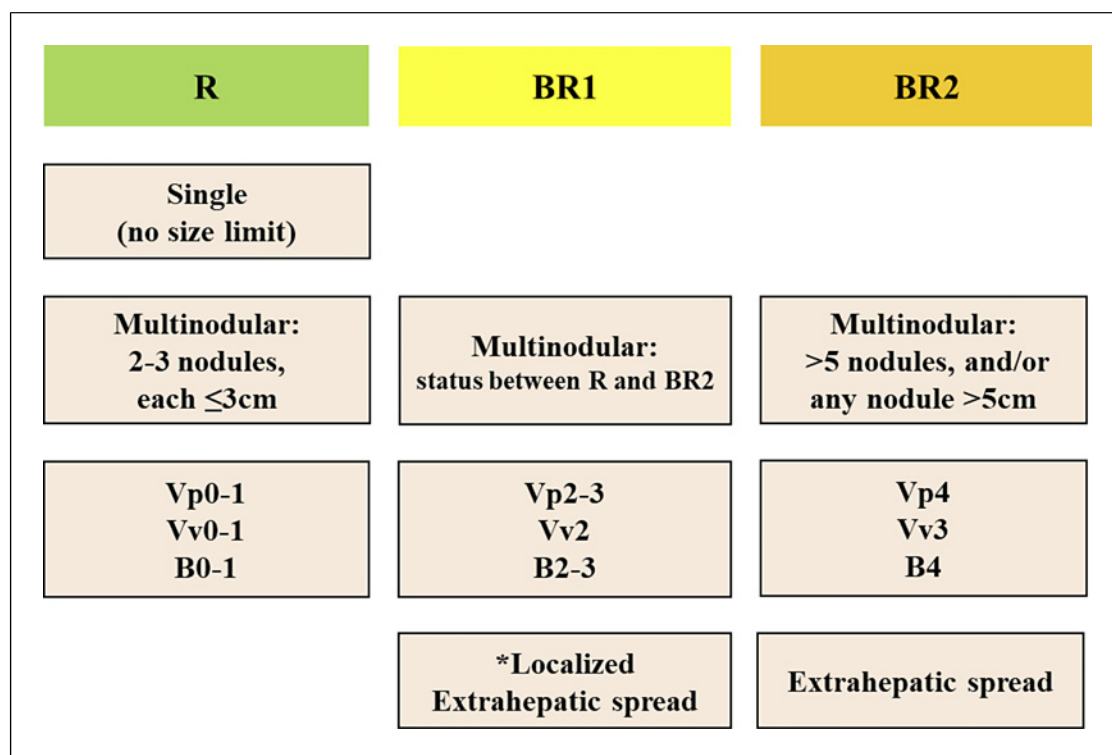 R
BR1
BR2
Single
(no size limit)
Multinodular:
2-3 nodules,
each ≤3cm
Multinodular:
status between R and BR2
Multinodular:
>5 nodules, and/or
any nodule >5cm
Vp0-1
Vv0-1
B0-1
Vp2-3
Vv2
B2-3
Vp4
Vv3
B4
*Localized
Extrahepatic spread
Extrahepatic spread